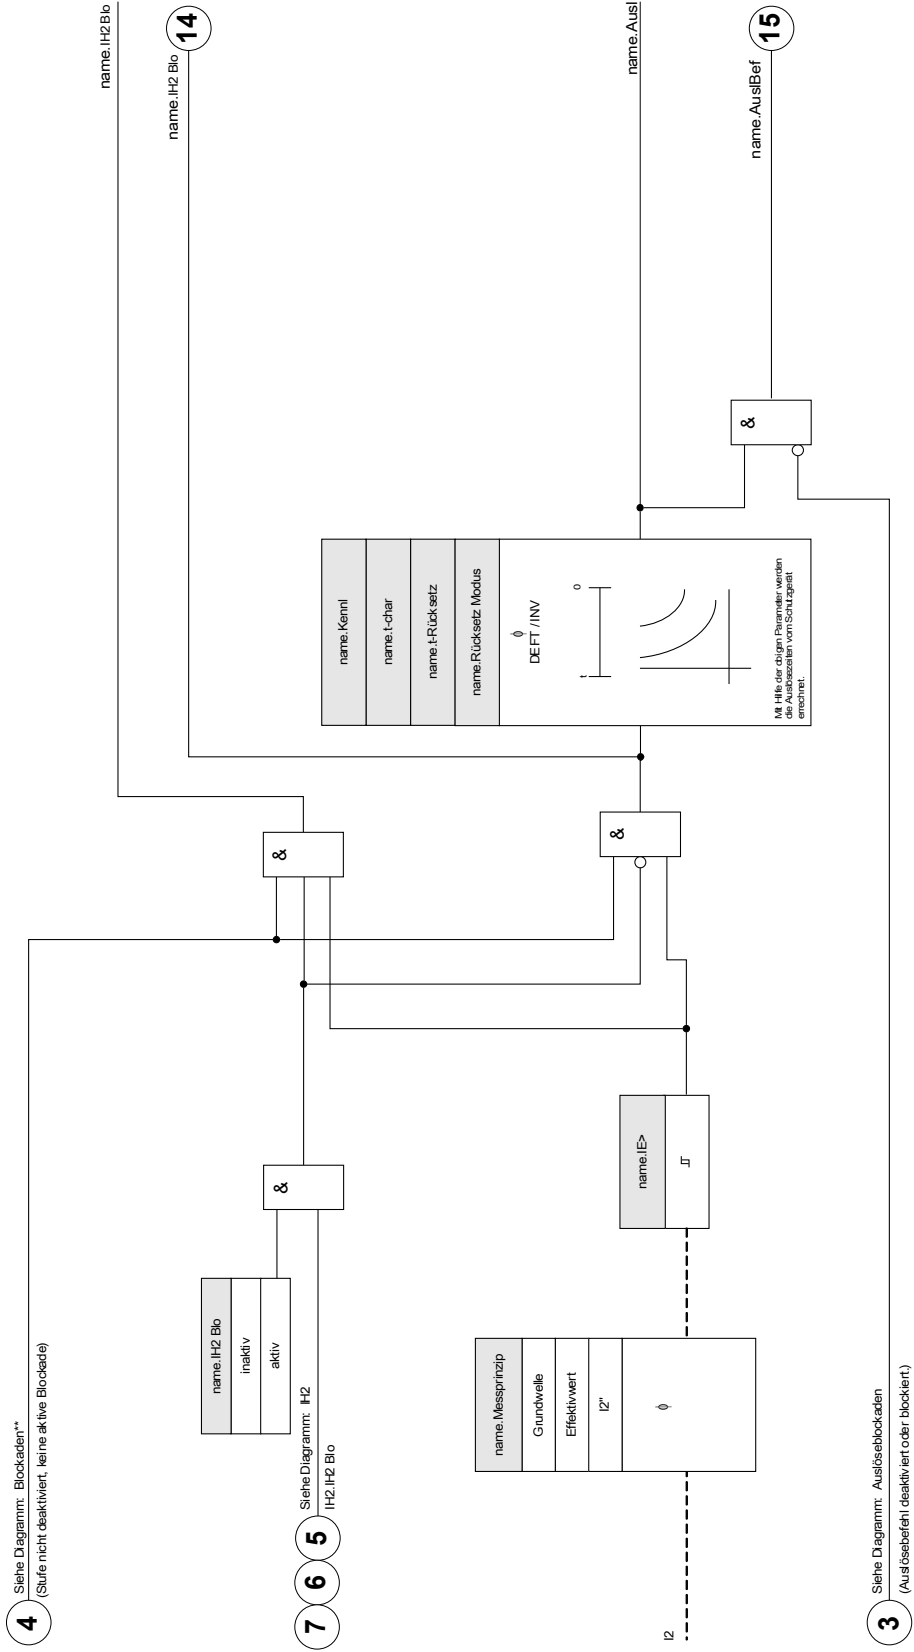 4
Siehe Diagramm: Blockaden**
(Stufe nicht deaktiviert, keine aktive Blockade)
name.IH2 Blo
inaktiv
aktiv
7
6
5
Siehe Diagramm: IH2
IH2.IH2 Blo
&
&
name.IH2 Blo
name.IH2 Blo
14
name.Messprinzip
Grundwelle
Effektivwert
I2"
ϕ
I2
name.IE>
&
name.Kennl
name.t-char
name.t-Rücksetz
name.Rücksetz Modus
ϕ
DEFT /INV
t
0
Mit Hilfe der obigen Parameter werden
die Auslösezeiten vom Schutzgerät
errechnet.
name.Ausl
&
name.AuslBef
15
3
Siehe Diagramm: Auslöseblockaden
(Auslösebefehl deaktiviert oder blockiert.)